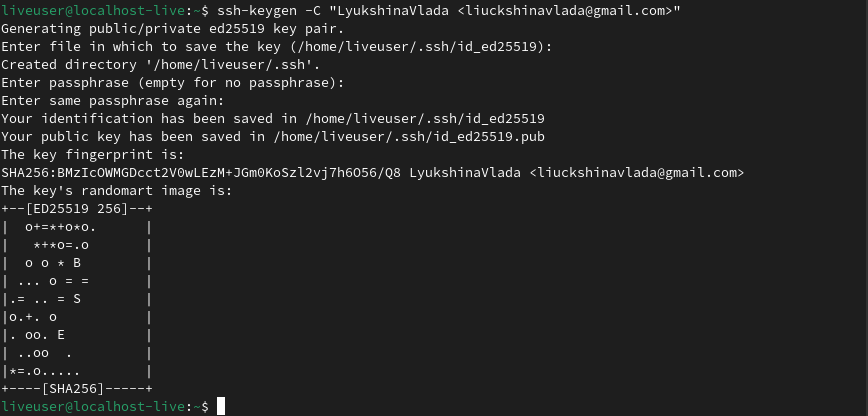 liveuser@localhost-live:~$ ssh-keygen -C "LyukshinaVlada <liuckshinavlada@gmail.com>"
Generating public/private ed25519 key pair.
Enter file in which to save the key (/home/liveuser/.ssh/id_ed25519):
Created directory '/home/liveuser/.ssh'.
Enter passphrase (empty for no passphrase):
Enter same passphrase again:
Your identification has been saved in /home/liveuser/.ssh/id_ed25519
Your public key has been saved in /home/liveuser/.ssh/id_ed25519.pub
The key fingerprint is:
SHA256:BMzIcOWMGDcct2V0wLEzM+JGm0KoSzl2vj7h6O56/Q8 LyukshinaVlada <liuckshinavlada@gmail.com>
The key's randomart image is:
+--[ED25519 256]--+
|  o+=*+o*o.      |
|   *+*o=.o       |
|  o o * B        |
| ... o = =       |
|.= .. = S        |
|o.+. o           |
|. oo. E          |
| ..oo  .         |
|*=.o.....        |
+----[SHA256]-----+
liveuser@localhost-live:~$